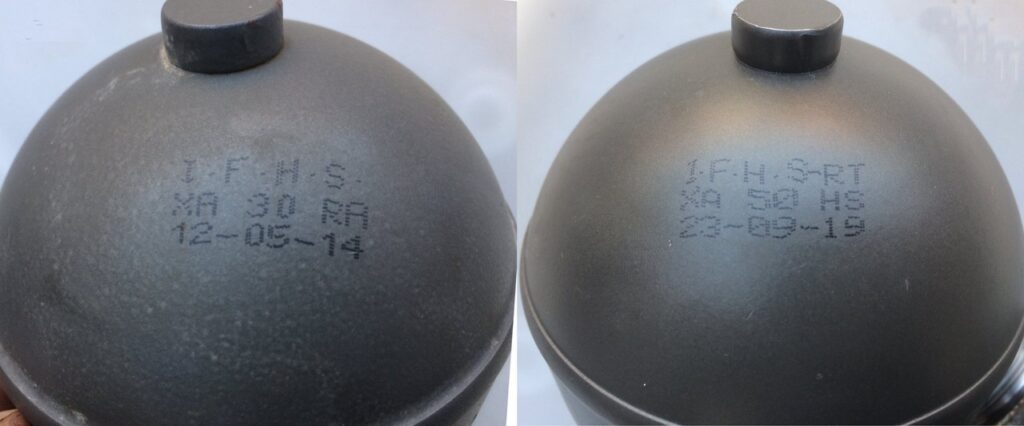 I.F.H.S.
XA 30 RA
12-05-14
I.F.H.S-RT
XA 50 HS
23-09-19